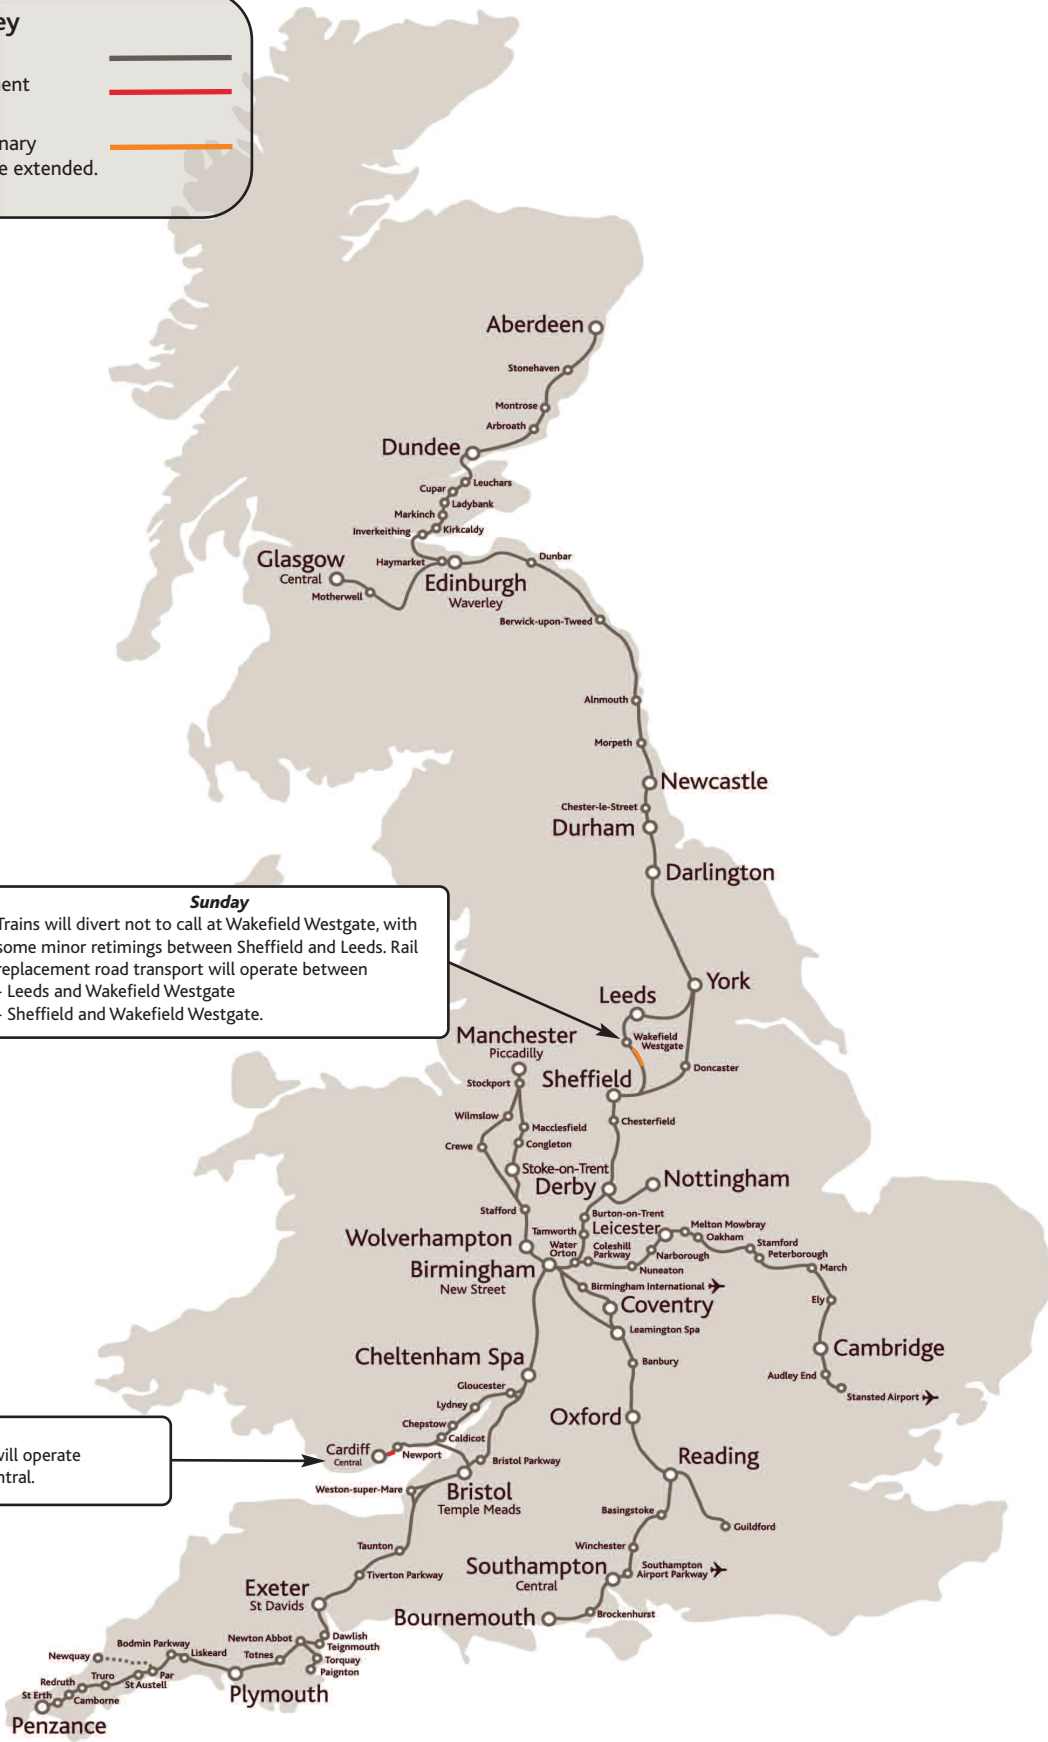 ey
ent
nary
e extended.
Aberdeen
Stonehaven
Montrose
Arbroath
Dundee
Leuchars
Cupar
Ladybank
Markinch
Kirkcaldy
Inverkeithing
Glasgow
Central
Haymarket
Dunbar
Motherwell
Edinburgh
Waverley
Berwick-upon-Tweed
Alnmouth
Morpeth
Newcastle
Chester-le-Street
Durham
Darlington
Sunday
Trains will divert not to call at Wakefield Westgate, with
some minor retimings between Sheffield and Leeds. Rail
replacement road transport will operate between
- Leeds and Wakefield Westgate
- Sheffield and Wakefield Westgate.
York
Leeds
Wakefield
Westgate
Manchester
Piccadilly
Doncaster
Stockport
Sheffield
Wilmslow
Macclesfield
Chesterfield
Crewe
Congleton
Stoke-on-Trent
Derby
Nottingham
Stafford
Burton-on-Trent
Tamworth
Leicester
Melton Mowbray
Oakham
Wolverhampton
Water
Orton
Coleshill
Parkway
Narborough
Stamford
Peterborough
March
Birmingham
New Street
Nuneaton
Birmingham International
Ely
Coventry
Leamington Spa
Cambridge
Cheltenham Spa
Banbury
Audley End
Stansted Airport
Gloucester
Lydney
Oxford
Chepstow
Caldicot
Cardiff
Central
Newport
Bristol Parkway
Reading
will operate
ntral.
Weston-super-Mare
Bristol
Temple Meads
Basingstoke
Guildford
Taunton
Winchester
Tiverton Parkway
Southampton
Central
Southampton
Airport Parkway
Exeter
St Davids
Bournemouth
Brockenhurst
Dawlish
Teignmouth
Newton Abbot
Bodmin Parkway
Newquay
Liskeard
Totnes
Torquay
Paignton
Par
St Austell
Truro
Redruth
St Erth
Camborne
Plymouth
Penzance